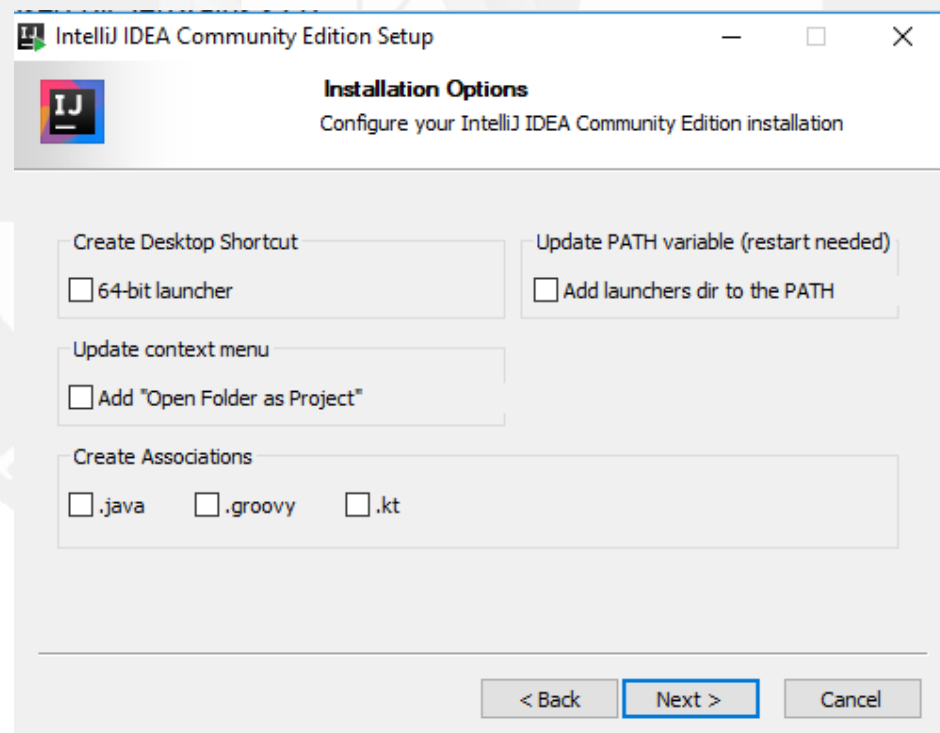 IntelliJ IDEA Community Edition Setup
IJ
Installation Options
Configure your IntelliJ IDEA Community Edition installation
Create Desktop Shortcut
64-bit launcher
Update PATH variable (restart needed)
Add launchers dir to the PATH
Update context menu
Add "Open Folder as Project"
Create Associations
.java .groovy .kt
< Back Next > Cancel